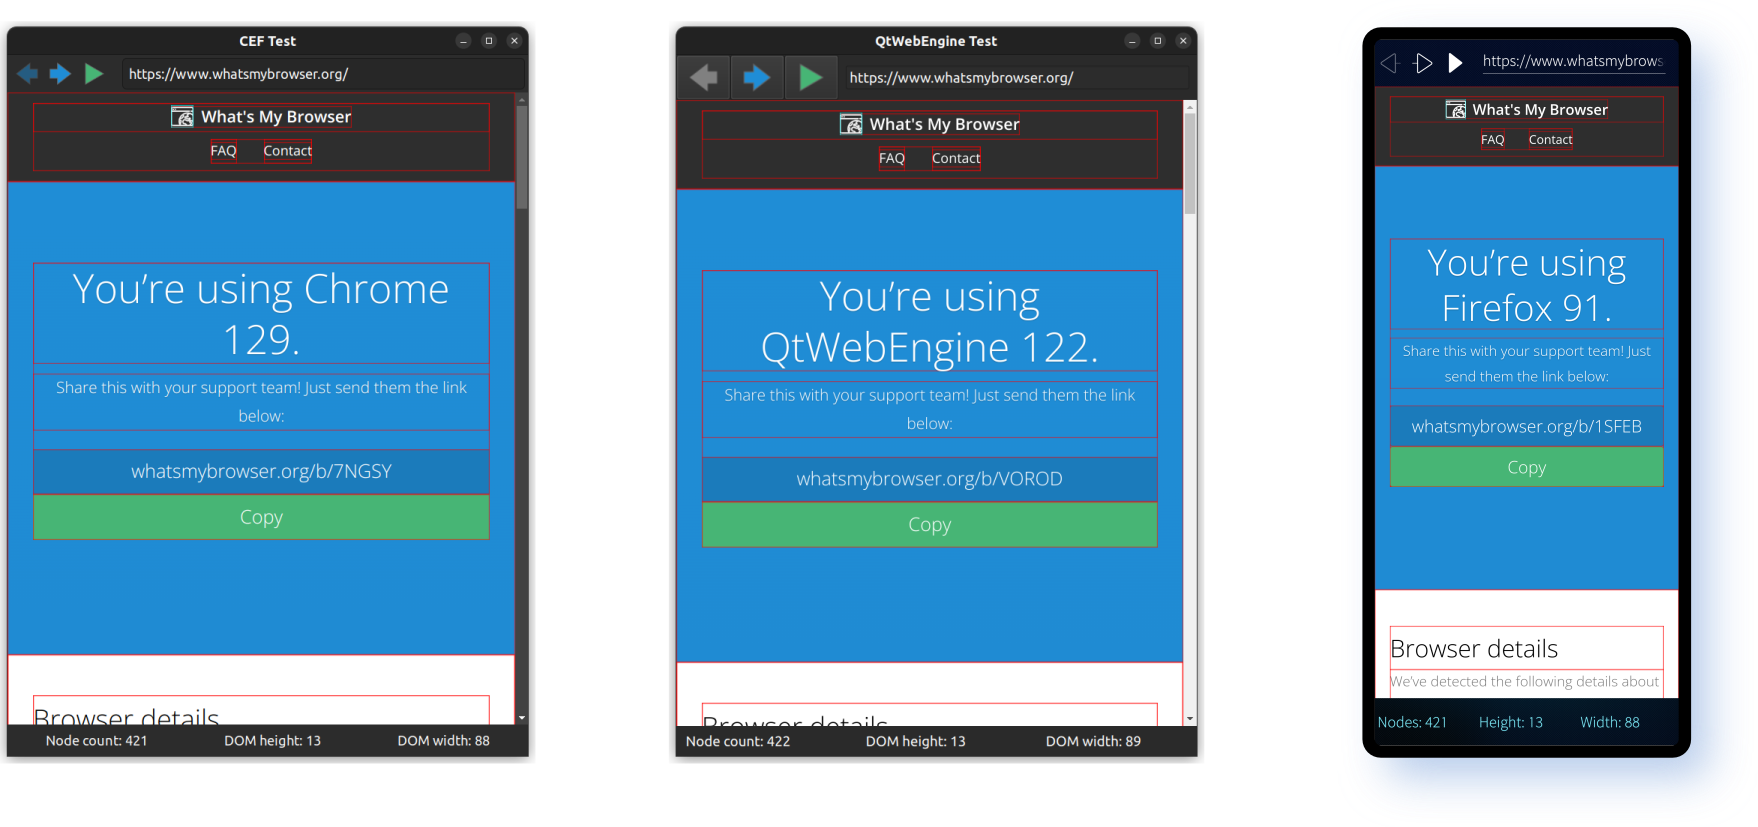 CEF Test
https://www.whatsmybrowser.org/
What's My Browser
FAQ Contact
You’re using Chrome
129.
Share this with your support team! Just send them the link
below:
whatsmybrowser.org/b/7NGSY
Copy
Browser details
Node count: 421 DOM height: 13 DOM width: 88
QtWebEngine Test
https://www.whatsmybrowser.org/
What's My Browser
FAQ Contact
You’re using
QtWebEngine 122.
Share this with your support team! Just send them the link
below:
whatsmybrowser.org/b/VOROD
Copy
Browser details
Node count: 422 DOM height: 13 DOM width: 89
https://www.whatsmybrows
What's My Browser
FAQ Contact
You’re using
Firefox 91.
Share this with your support team! Just
send them the link below:
whatsmybrowser.org/b/1SFEB
Copy
Browser details
We’ve detected the following details about
Nodes: 421 Height: 13 Width: 88